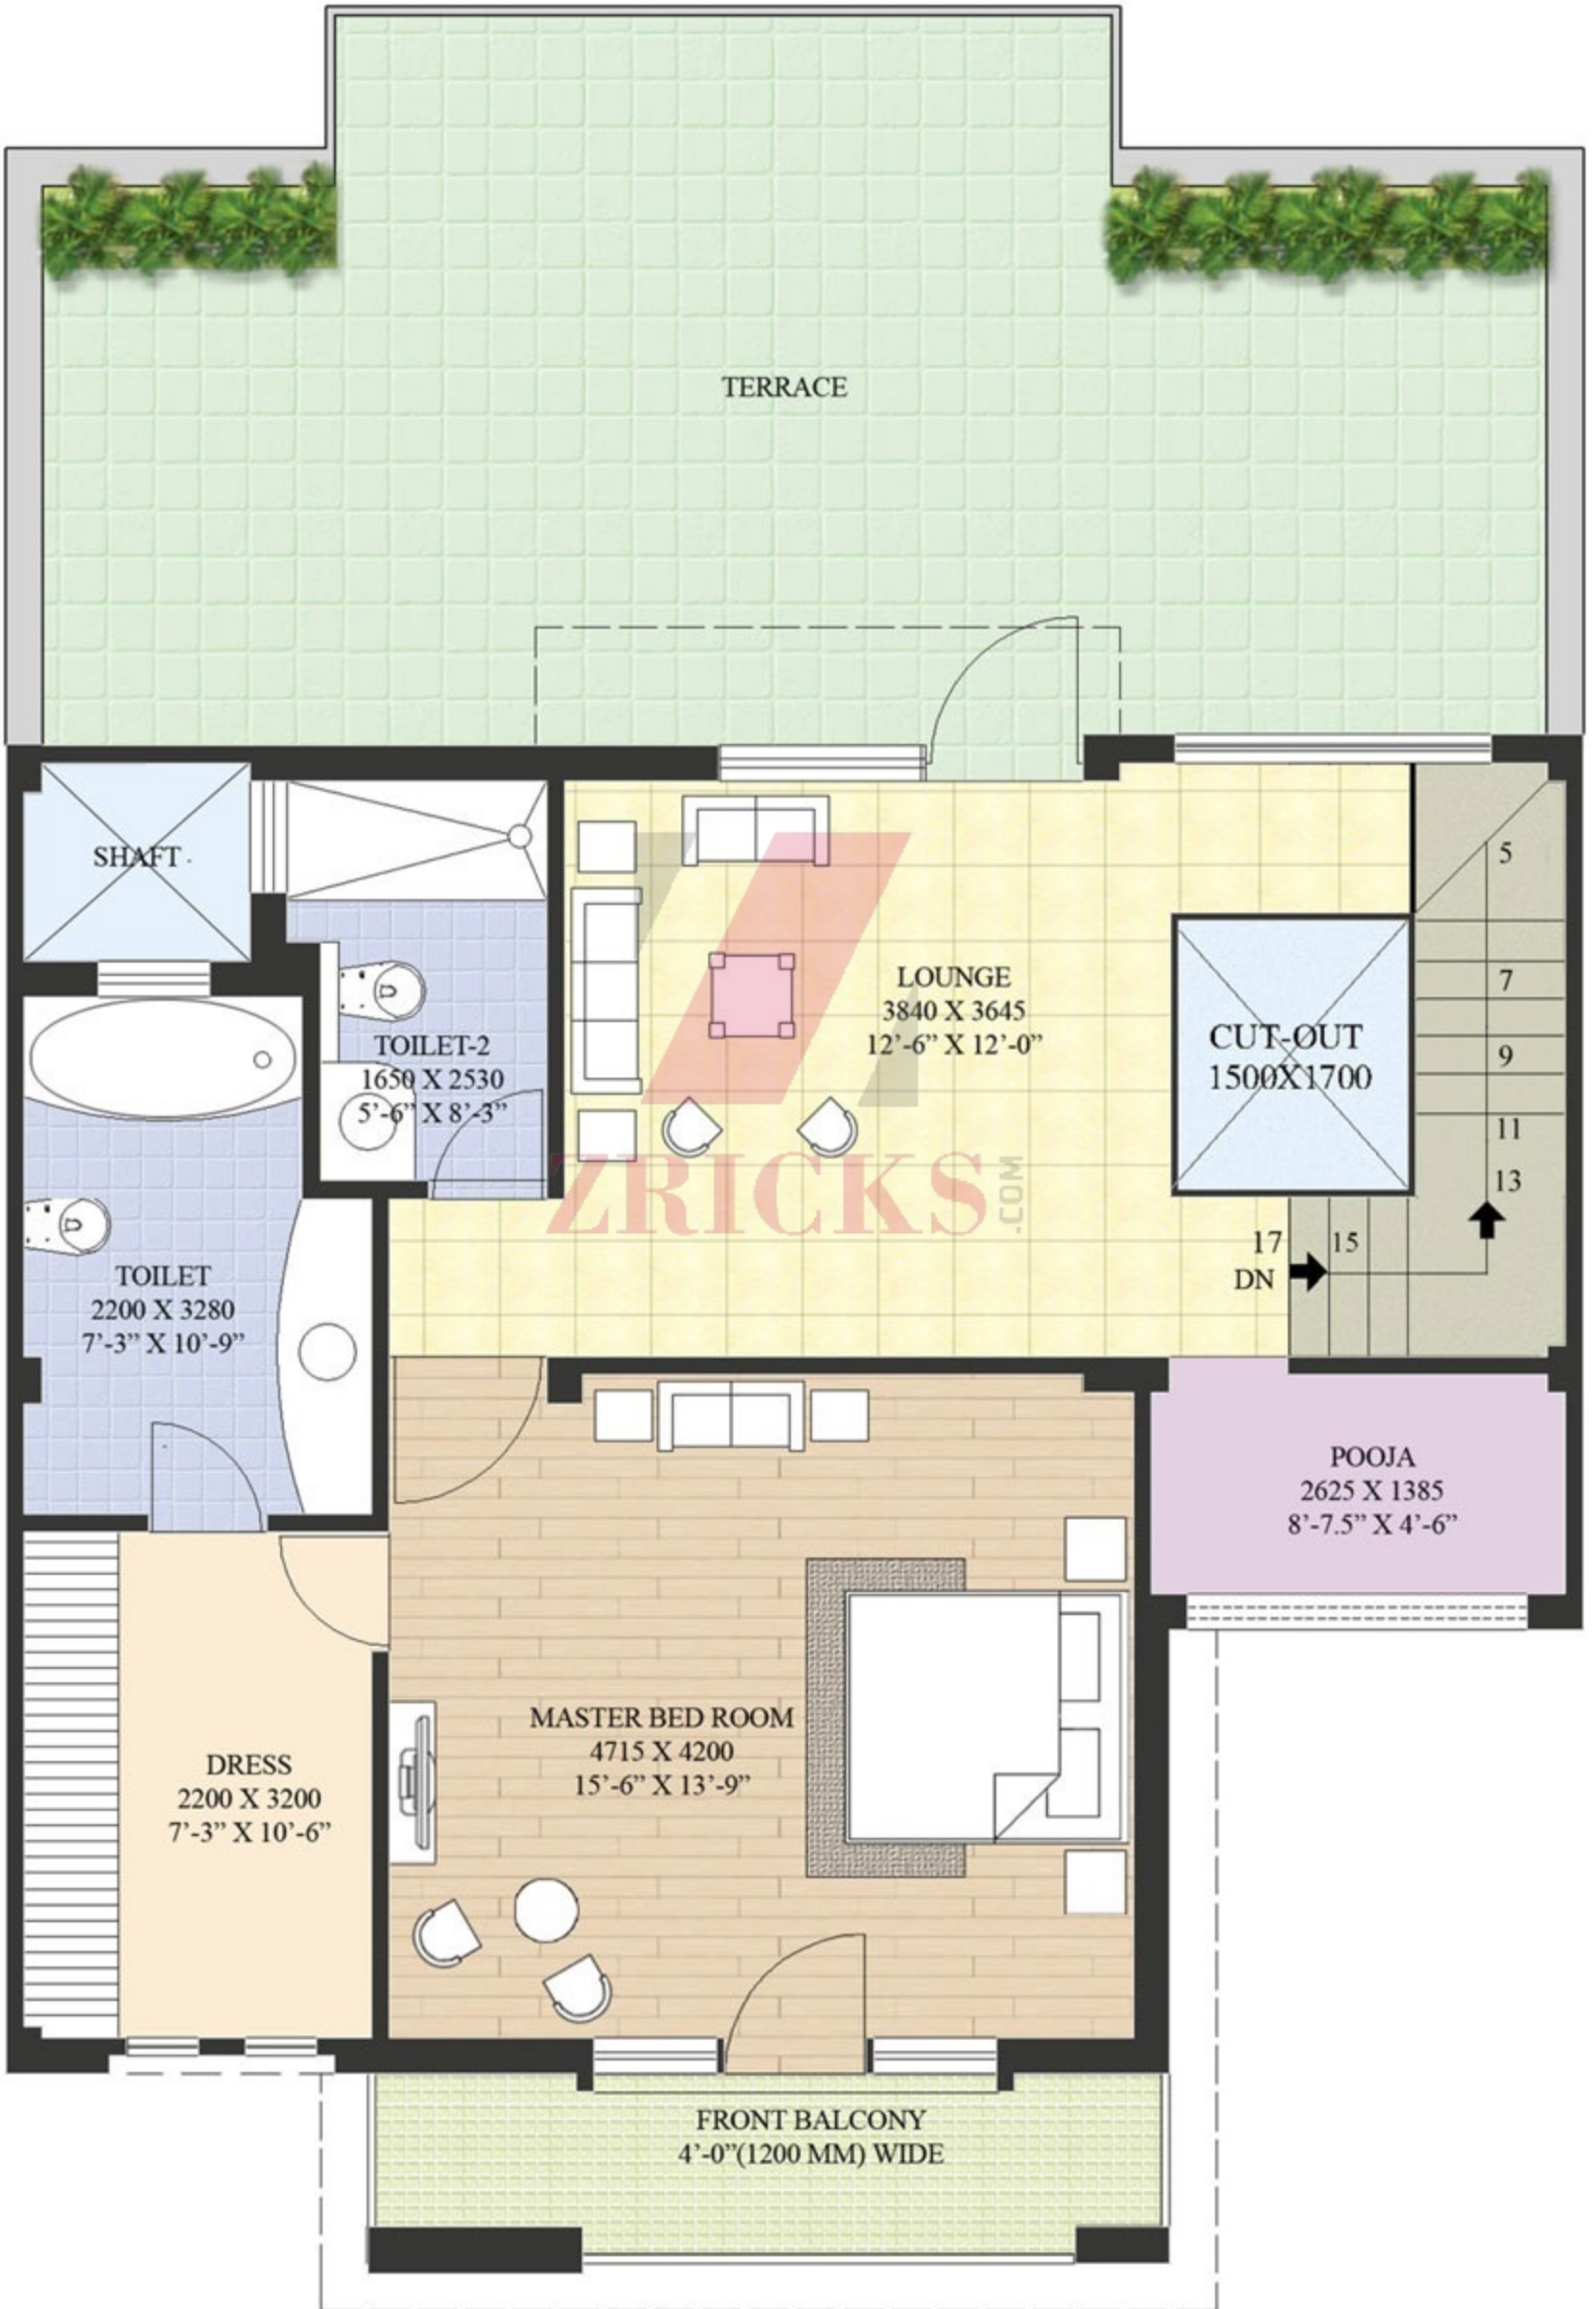 TERRACE
SHAFT
5
LOUNGE
3840 X 3645
12'-6” X 12'-0”
7
CUT-OUT
1500X1700
TOILET-2
1650 X 2530
5'-6” X 8'-3”
9
11
13
ZRICKS
.COM
17
DN
15
TOILET
2200 X 3280
7'-3” X 10'-9”
POOJA
2625 X 1385
8'-7.5” X 4'-6”
MASTER BED ROOM
4715 X 4200
15'-6” X 13'-9”
DRESS
2200 X 3200
7'-3” X 10'-6”
FRONT BALCONY
4'-0”(1200 MM) WIDE